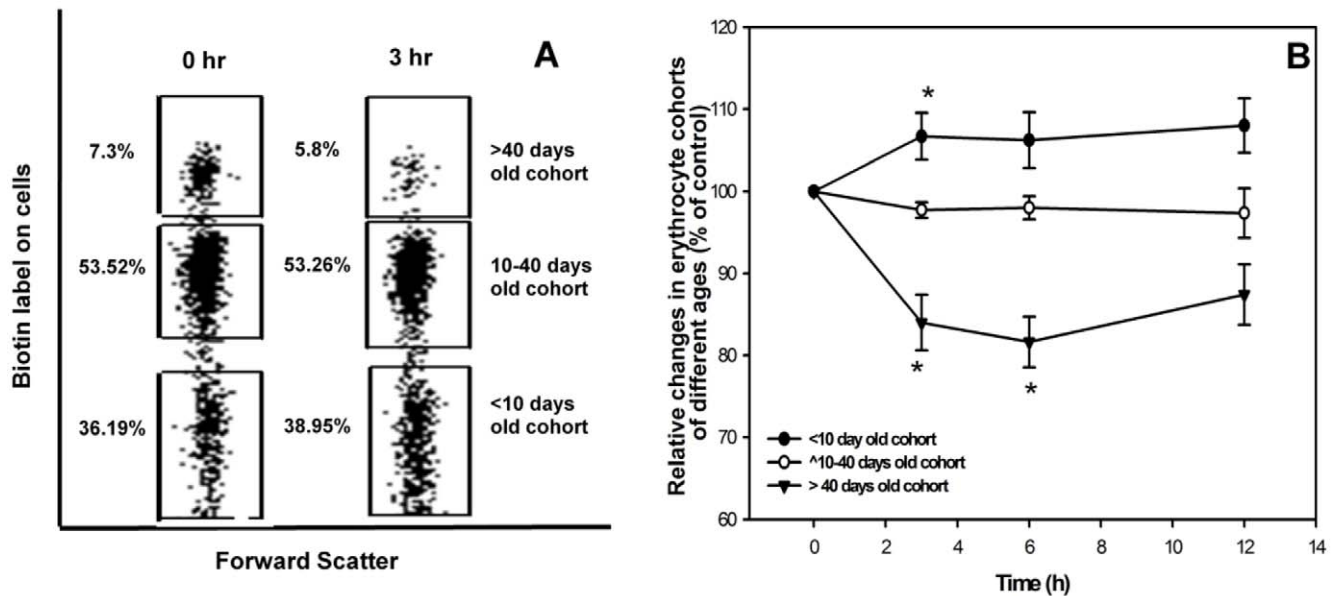 A
0 hr 3 hr
7.3% 5.8% >40 days
old cohort
53.52% 53.26% 10-40 days
old cohort
36.19% 38.95% <10 days
old cohort
Biotin label on cells
Forward Scatter
B
Relative changes in erythrocyte cohorts
of different ages (% of control)
120
110
100
90
80
70
60
*
*
*
<10 day old cohort
^10-40 days old cohort
> 40 days old cohort
0 2 4 6 8 10 12 14
Time (h)